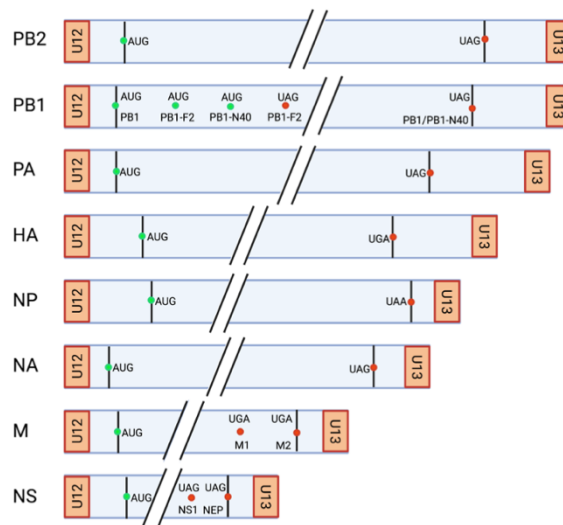 PB2 U12 AUG UAG U13
AUG AUG AUG UAG UAG
PB1 U12 U13
PB1 PB1-F2 PB1-N40 PB1-F2 PB1/PB1-N40
PA U12 AUG UAG U13
HA U12 AUG UGA U13
NP U12 AUG UAA U13
NA U12 AUG UAG U13
UGA UGA
M U12 AUG U13
M1 M2
UAG UAG
NS U12 AUG U13
NS1 NEP